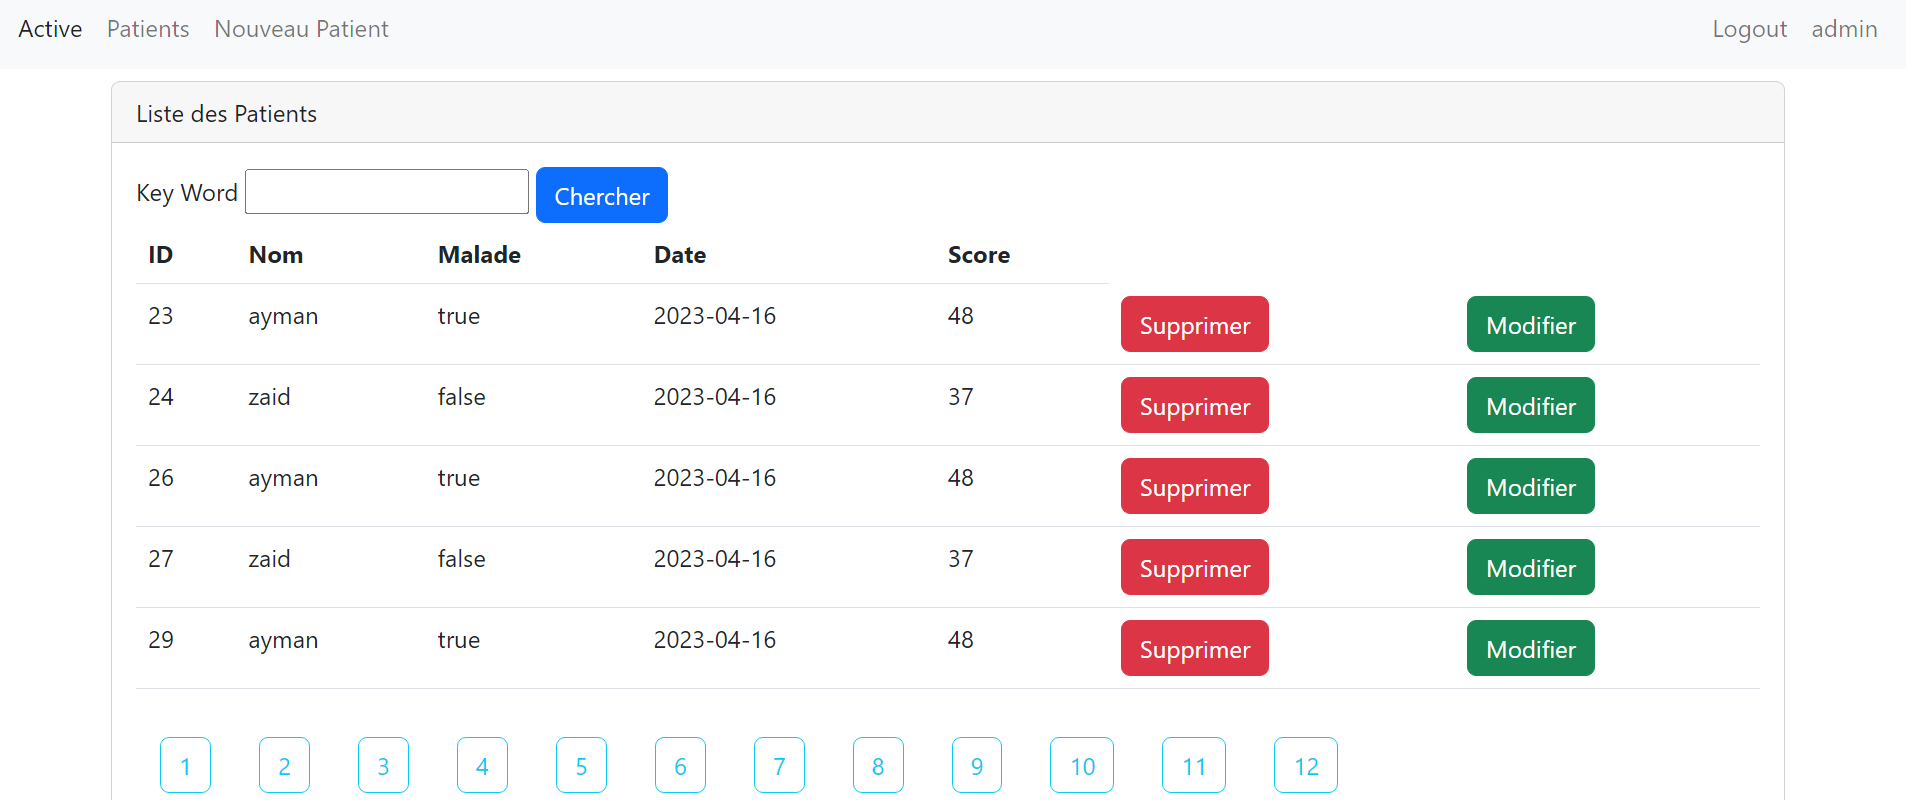 Active Patients Nouveau Patient Logout admin
Liste des Patients
Key Word Chercher
ID Nom Malade Date Score
23 ayman true 2023-04-16 48 Supprimer Modifier
24 zaid false 2023-04-16 37 Supprimer Modifier
26 ayman true 2023-04-16 48 Supprimer Modifier
27 zaid false 2023-04-16 37 Supprimer Modifier
29 ayman true 2023-04-16 48 Supprimer Modifier
1 2 3 4 5 6 7 8 9 10 11 12